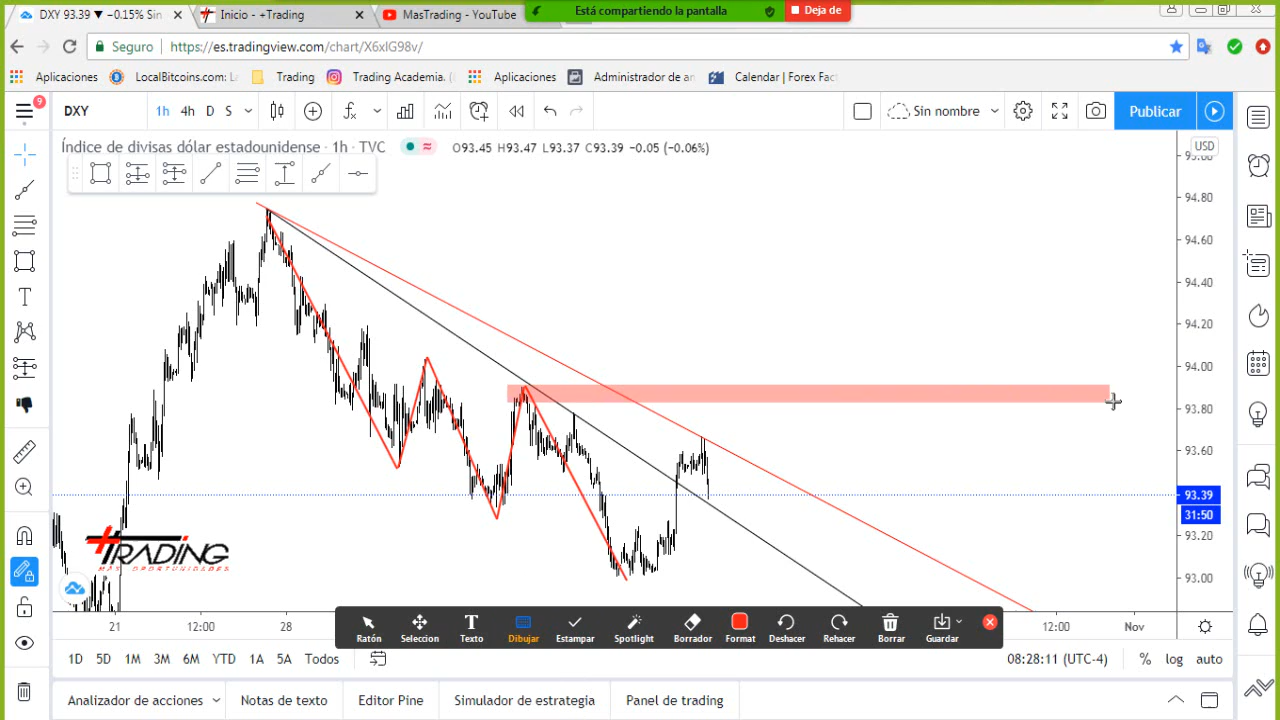 DXY 93.39 ▼ −0.15% Sin
Inicio - +Trading
MasTrading - YouTube
Está compartiendo la pantalla
Deja de
Seguro
https://es.tradingview.com/chart/X6xIG98v/
Aplicaciones
LocalBitcoins.com:
Trading
Trading Academia. (
Aplicaciones
Administrador de an
Calendar | Forex Fac
9
DXY
1h
4h
D
S
Sin nombre
Publicar
Índice de divisas dólar estadounidense · 1h · TVC
O93.45 H93.47 L93.37 C93.39 −0.05 (−0.06%)
USD
94.80
94.60
94.40
94.20
94.00
93.80
93.60
93.39
31:50
93.20
93.00
TRADING
MÁS OPORTUNIDADES
21
12:00
28
12:00
Nov
Ratón
Seleccion
Texto
Dibujar
Estampar
Spotlight
Borrador
Format
Deshacer
Rehacer
Borrar
Guardar
1D
5D
1M
3M
6M
YTD
1A
5A
Todos
08:28:11 (UTC-4)
%
log
auto
Analizador de acciones
Notas de texto
Editor Pine
Simulador de estrategia
Panel de trading